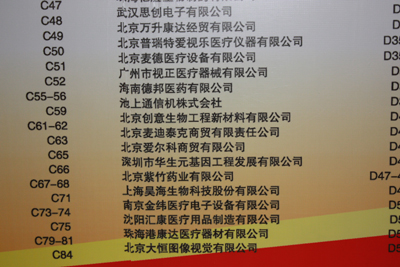 C47
C48 武汉思创电子有限公司
C49 北京万升康达经贸有限公司
C50 北京普瑞特爱视乐医疗仪器有限公司
C51 北京麦德医疗设备有限公司
C52 广州市视正医疗器械有限公司
C55-56 海南德邦医药有限公司
C59 池上通信机株式会社
C61-62 北京创意生物工程新材料有限公司
C63 北京麦迪泰克商贸有限责任公司
C65 北京爱尔科商贸有限公司
C66 深圳市华生元基因工程发展有限公司
C67-68 北京紫竹药业有限公司 D47-
C71 上海昊海生物科技股份有限公司
C73-74 南京金纬医疗电子设备有限公司
C75 沈阳汇康医疗用品制造有限公司
C79-81 珠海港康达医疗器材有限公司
C84 北京大恒图像视觉有限公司